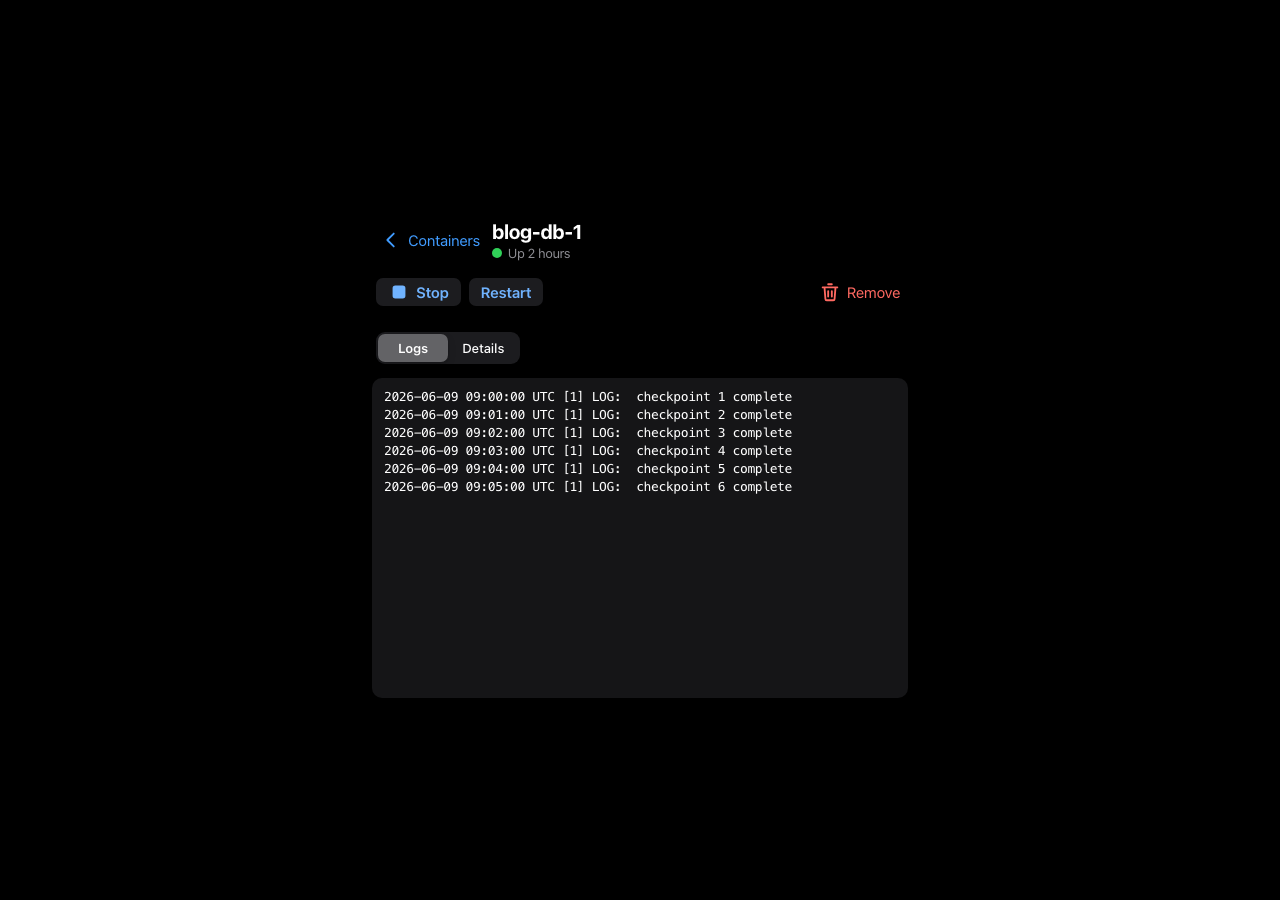 Containers
blog-db-1
Up 2 hours
Stop
Restart
Remove
Logs
Details
2026-06-09 09:00:00 UTC [1] LOG:  checkpoint 1 complete
2026-06-09 09:01:00 UTC [1] LOG:  checkpoint 2 complete
2026-06-09 09:02:00 UTC [1] LOG:  checkpoint 3 complete
2026-06-09 09:03:00 UTC [1] LOG:  checkpoint 4 complete
2026-06-09 09:04:00 UTC [1] LOG:  checkpoint 5 complete
2026-06-09 09:05:00 UTC [1] LOG:  checkpoint 6 complete